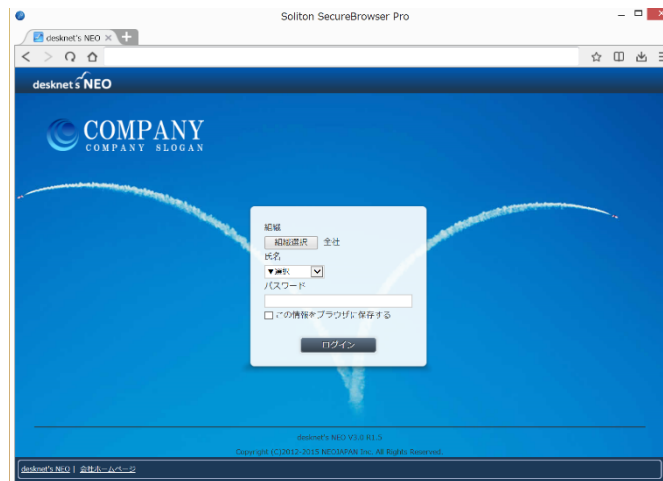 Soliton SecureBrowser Pro
desknet's NEO
desknet's NEO
COMPANY
COMPANY SLOGAN
組織
組織選択 全社
氏名
▼選択
パスワード
この情報をブラウザに保存する
ログイン
desknet's NEO V3.0 R1.5
Copyright (C)2012-2015 NEOJAPAN Inc. All Rights Reserved.
desknet's NEO | 会社ホームページ